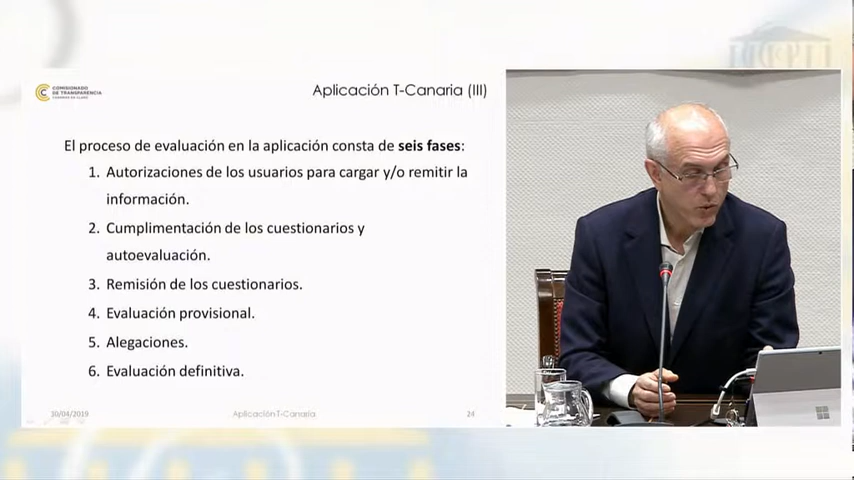 COMISIONADO
DE TRANSPARENCIA
Aplicación T-Canaria (III)
El proceso de evaluación en la aplicación consta de seis fases:
1. Autorizaciones de los usuarios para cargar y/o remitir la
información.
2. Cumplimentación de los cuestionarios y
autoevaluación.
3. Remisión de los cuestionarios.
4. Evaluación provisional.
5. Alegaciones.
6. Evaluación definitiva.
30/04/2019
Aplicación T-Canaria
24